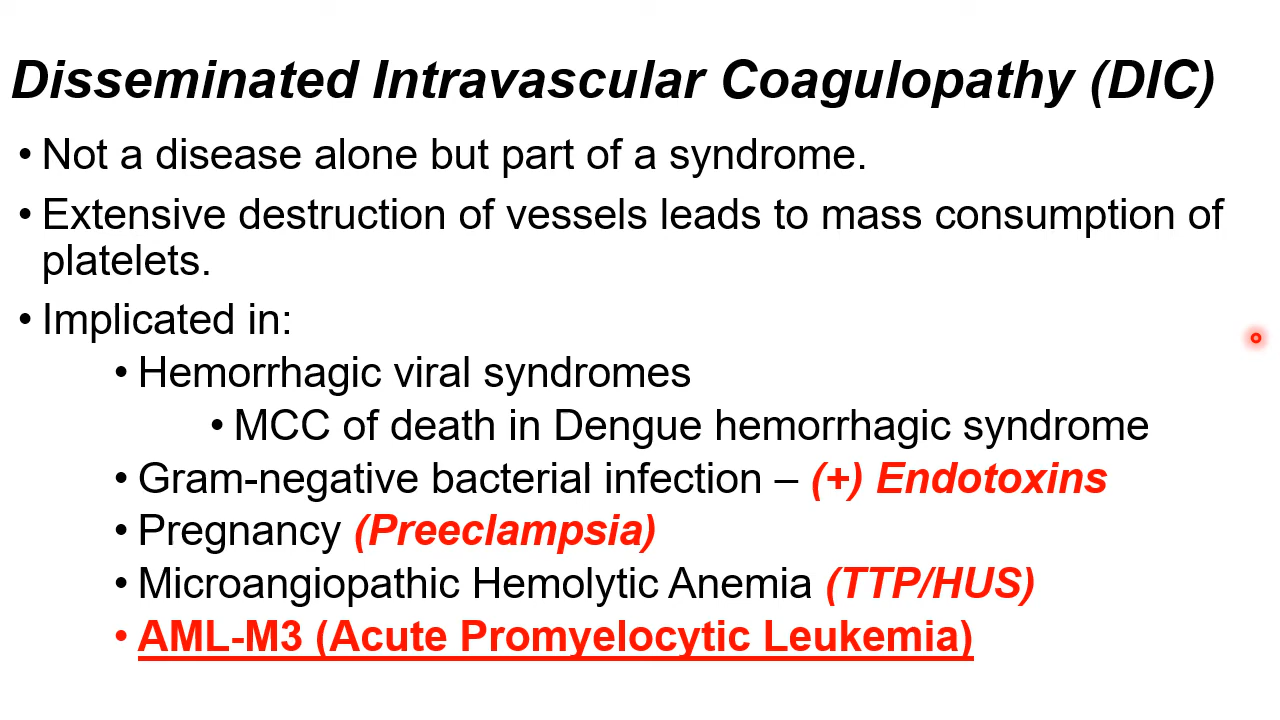 Disseminated Intravascular Coagulopathy (DIC)
• Not a disease alone but part of a syndrome.
• Extensive destruction of vessels leads to mass consumption of
platelets.
• Implicated in:
• Hemorrhagic viral syndromes
• MCC of death in Dengue hemorrhagic syndrome
• Gram-negative bacterial infection – (+) Endotoxins
• Pregnancy (Preeclampsia)
• Microangiopathic Hemolytic Anemia (TTP/HUS)
• AML-M3 (Acute Promyelocytic Leukemia)